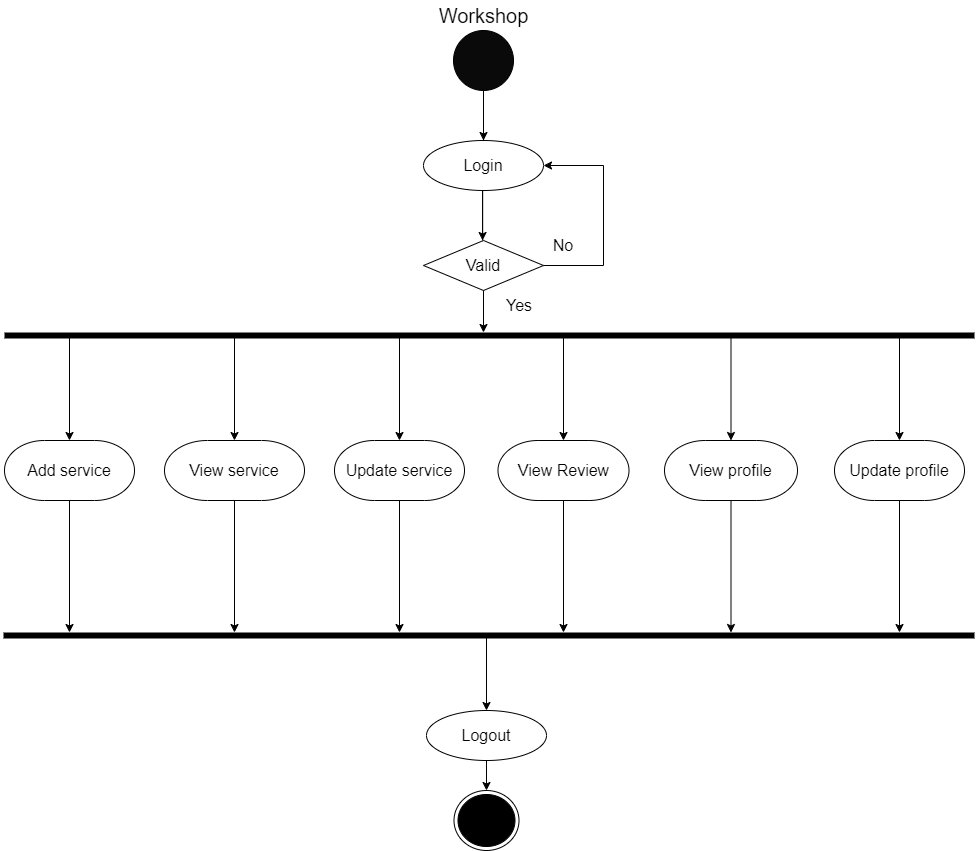 Workshop
Login
Valid
No
Yes
Add service
View service
Update service
View Review
View profile
Update profile
Logout